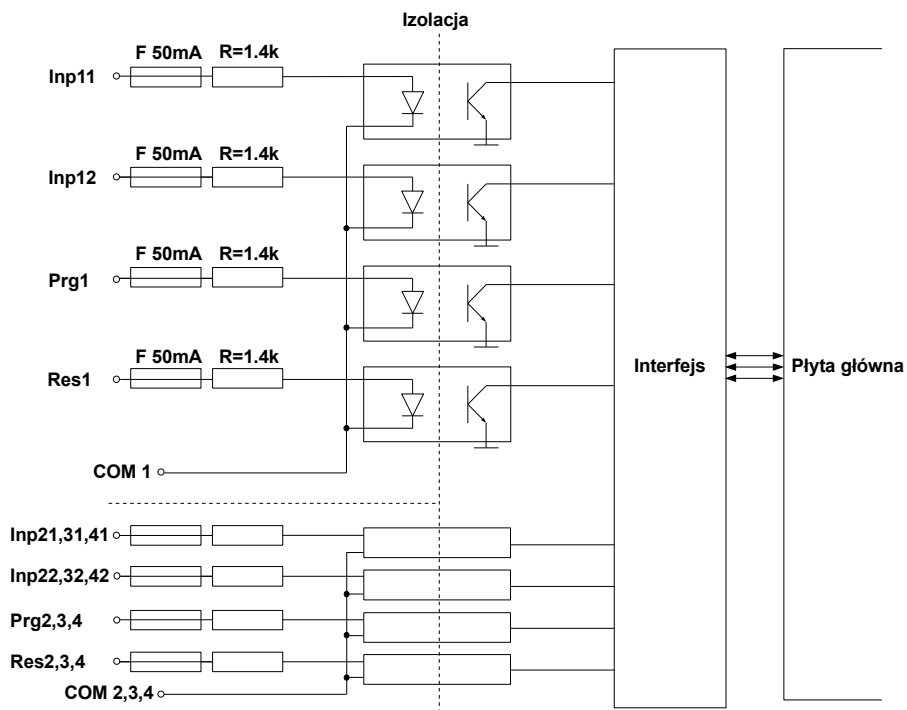 Izolacja
F 50mA R=1.4k
Inp11
F 50mA R=1.4k
Inp12
F 50mA R=1.4k
Prg1
F 50mA R=1.4k
Res1
Interfejs
Płyta główna
COM 1
Inp21,31,41
Inp22,32,42
Prg2,3,4
Res2,3,4
COM 2,3,4